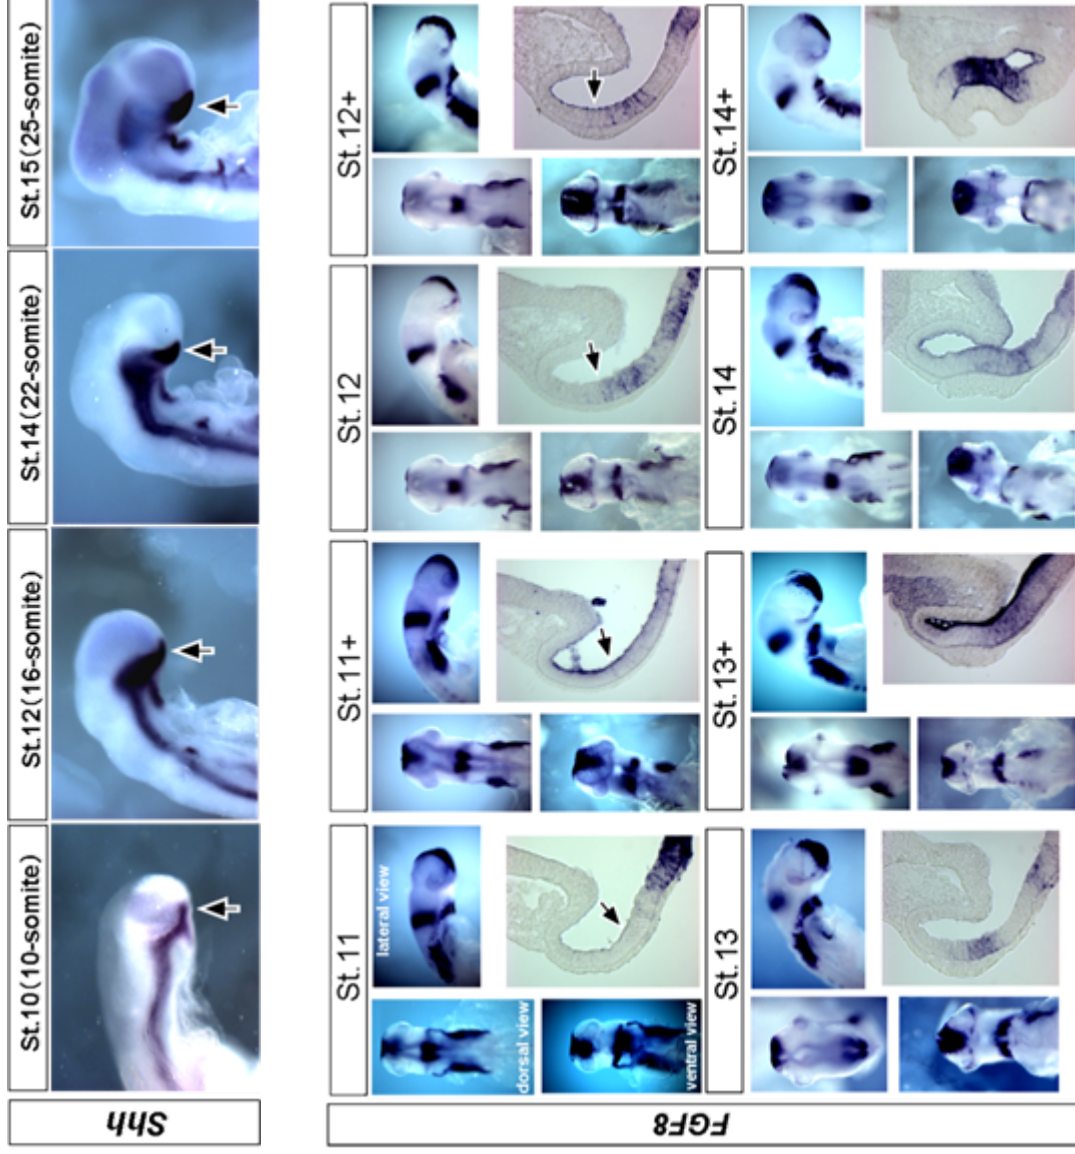 Shh
St.10(10-somite)
St.12(16-somite)
St.14(22-somite)
St.15(25-somite)
FGF8
St.11
lateral view
dorsal view
ventral view
St.11+
St.12
St.12+
St.13
St.13+
St.14
St.14+